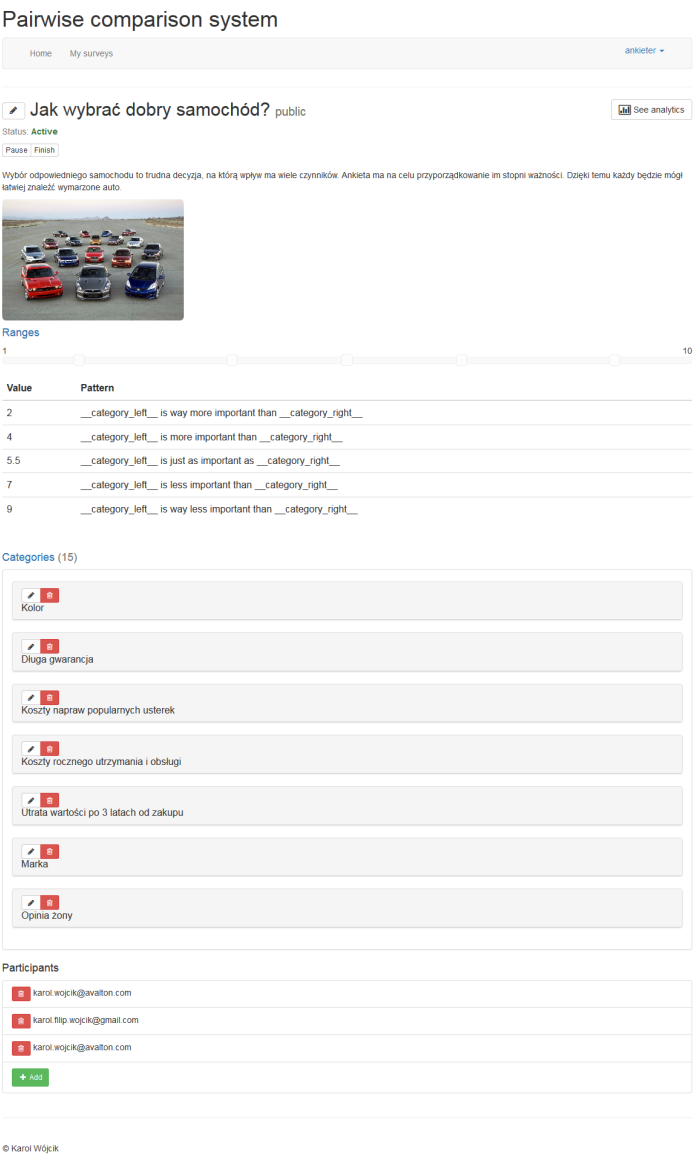 Pairwise comparison system
Home My surveys ankieter
Jak wybrać dobry samochód? public See analytics
Status: Active
Pause Finish
Wybór odpowiedniego samochodu to trudna decyzja, na którą wpływ ma wiele czynników. Ankieta ma na celu przyporządkowanie im stopni ważności. Dzięki temu każdy będzie mógł
łatwiej znaleźć wymarzone auto.
Ranges
1 10
Value Pattern
2 __category_left__ is way more important than __category_right__
4 __category_left__ is more important than __category_right__
5.5 __category_left__ is just as important as __category_right__
7 __category_left__ is less important than __category_right__
9 __category_left__ is way less important than __category_right__
Categories (15)
Kolor
Długa gwarancja
Koszty napraw popularnych usterek
Koszty rocznego utrzymania i obsługi
Utrata wartości po 3 latach od zakupu
Marka
Opinia żony
Participants
karol.wojcik@avalton.com
karol.filip.wojcik@gmail.com
karol.wojcik@avalton.com
+ Add
© Karol Wójcik